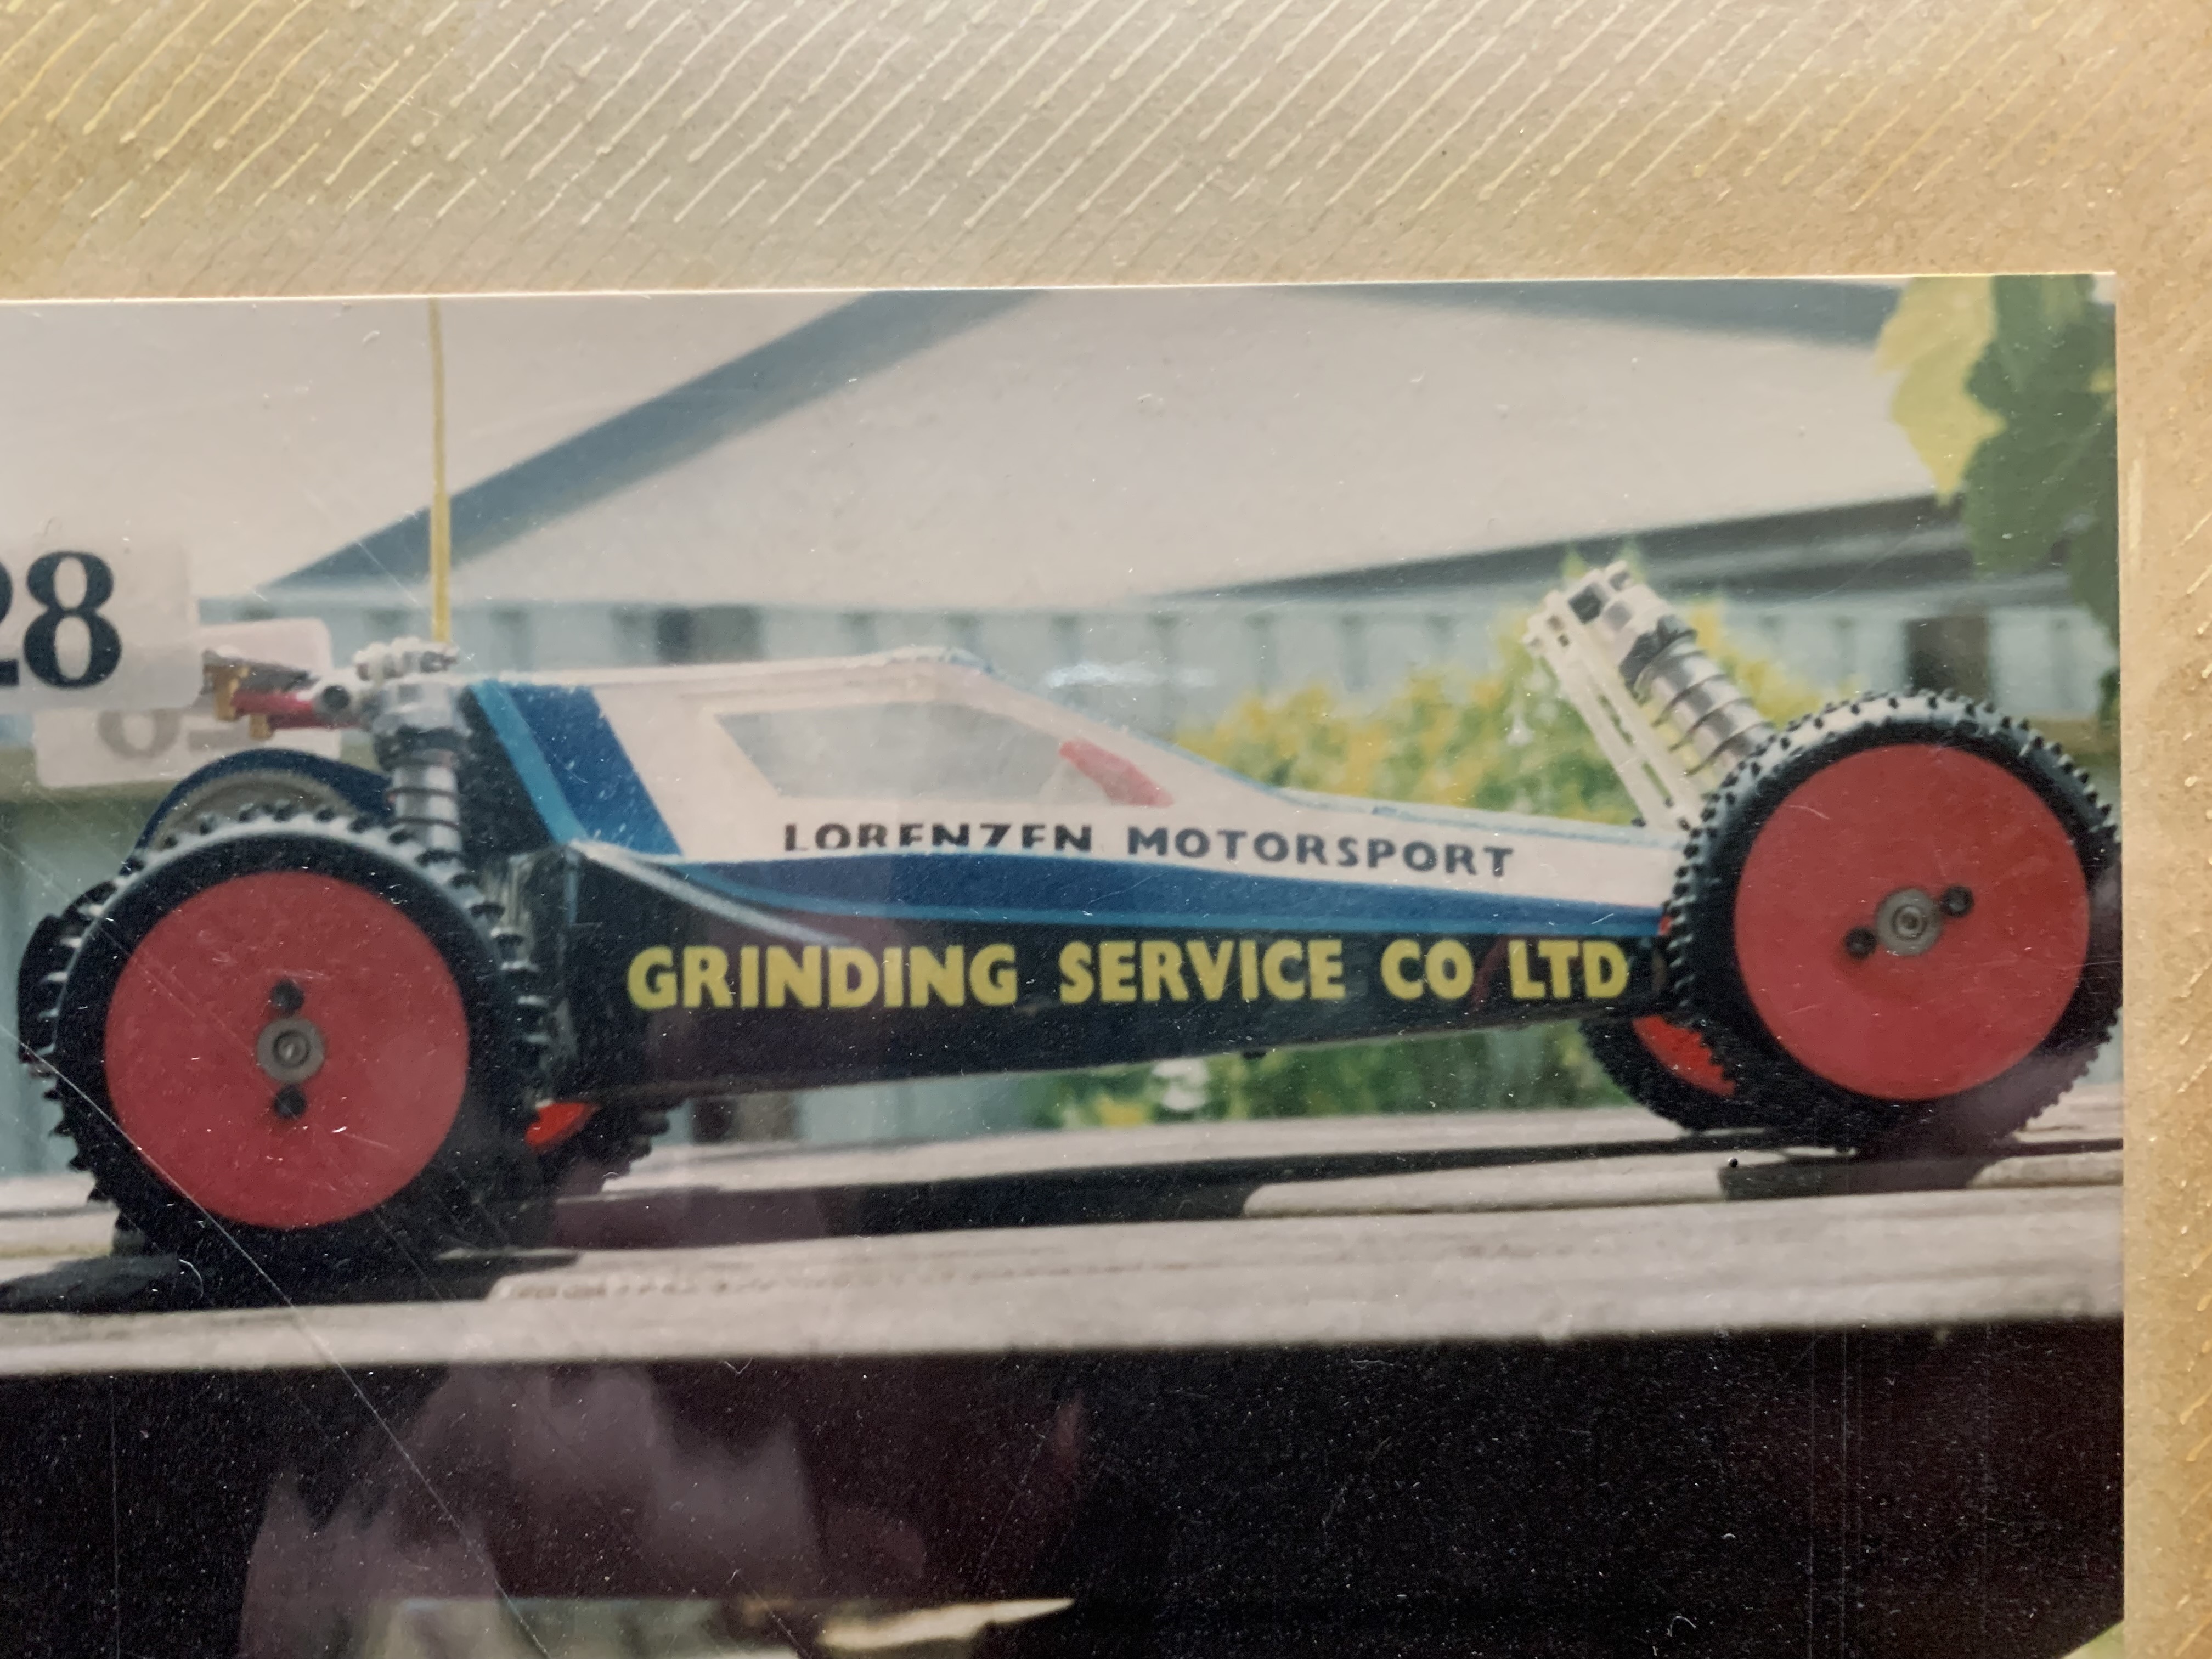 28
LORENZEN MOTORSPORT
GRINDING SERVICE CO LTD